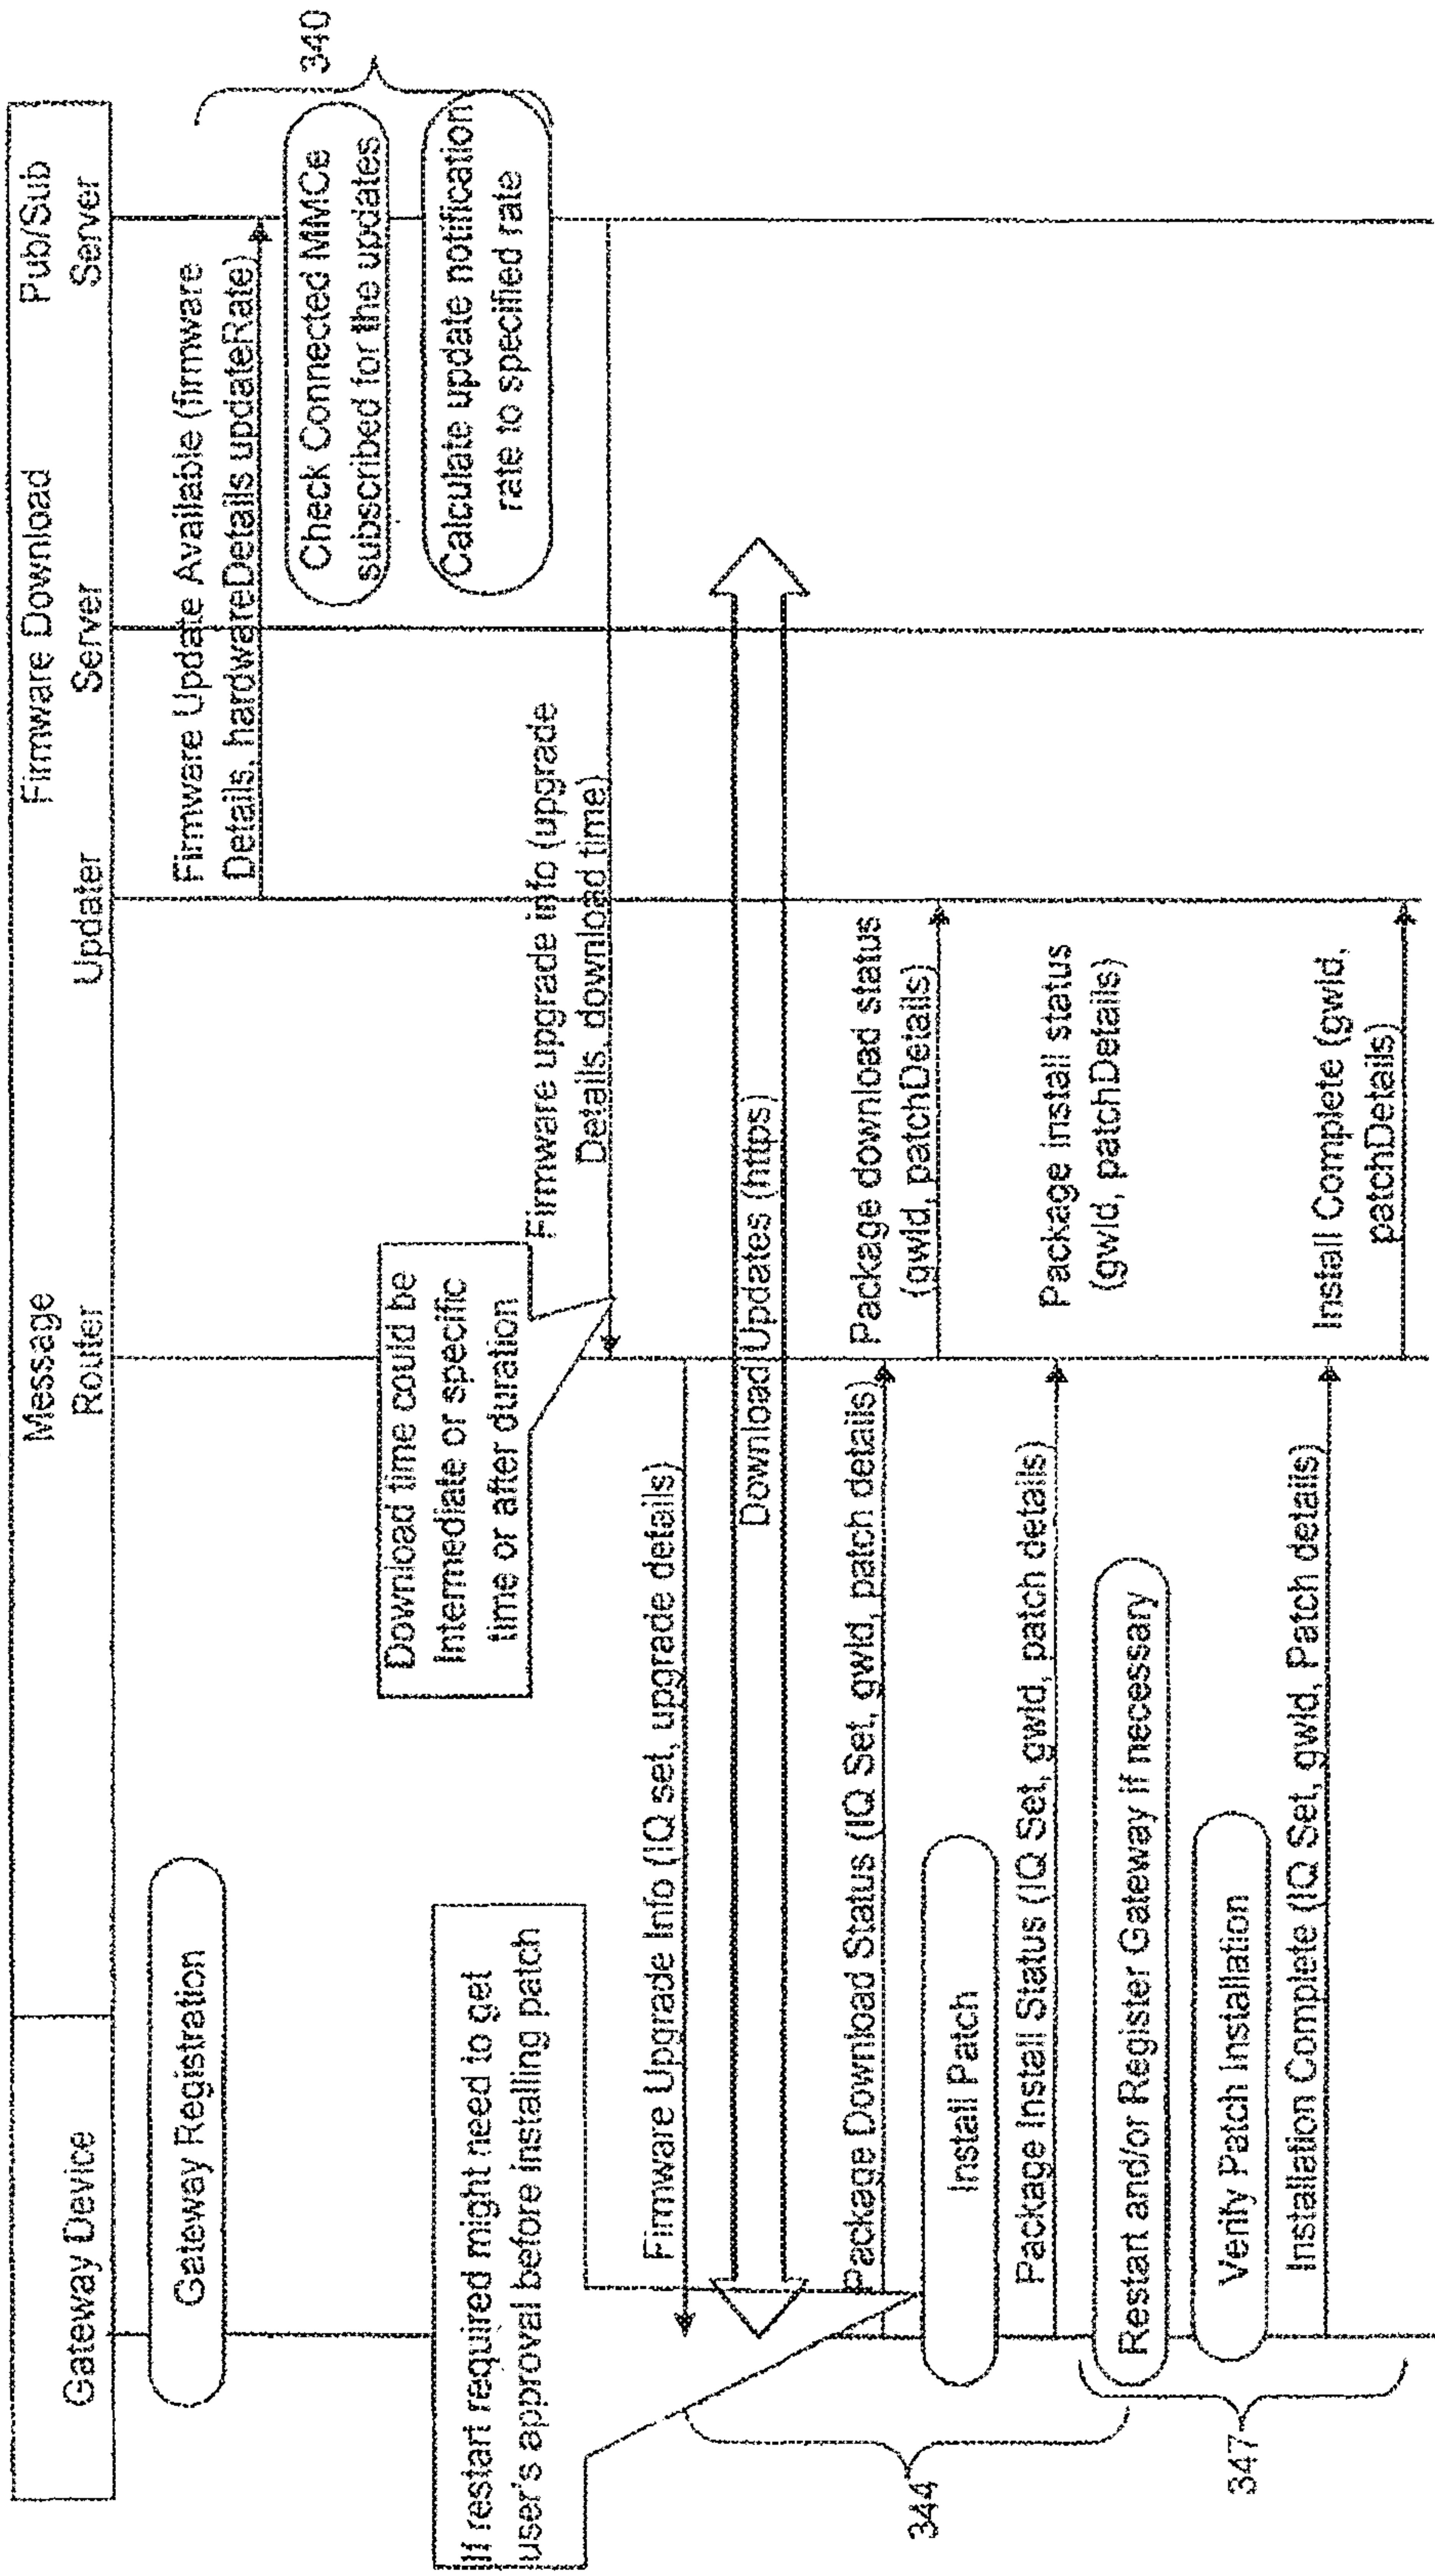 Gateway Device
Message
Router
Updater
Firmware Download
Server
Pub/Sub
Server
Gateway Registration
Firmware Update Available (firmware
Details, hardwareDetails updateRate)
340
Check Connected MMCe
subscribed for the updates
Calculate update notification
rate to specified rate
Download time could be
Intermediate or specific
time or after duration
If restart required might need to get
user's approval before installing patch
Firmware upgrade info (upgrade
Details, download time)
Firmware Upgrade Info (IQ set, upgrade details)
Download Updates (https)
Package Download Status (IQ Set, gwId, patch details)
Package download status
(gwId, patchDetails)
Install Patch
344
Package Install Status (IQ Set, gwId, patch details)
Package install status
(gwId, patchDetails)
Restart and/or Register Gateway if necessary
Verify Patch Installation
347
Installation Complete (IQ Set, gwId, Patch details)
Install Complete (gwId,
patchDetails)